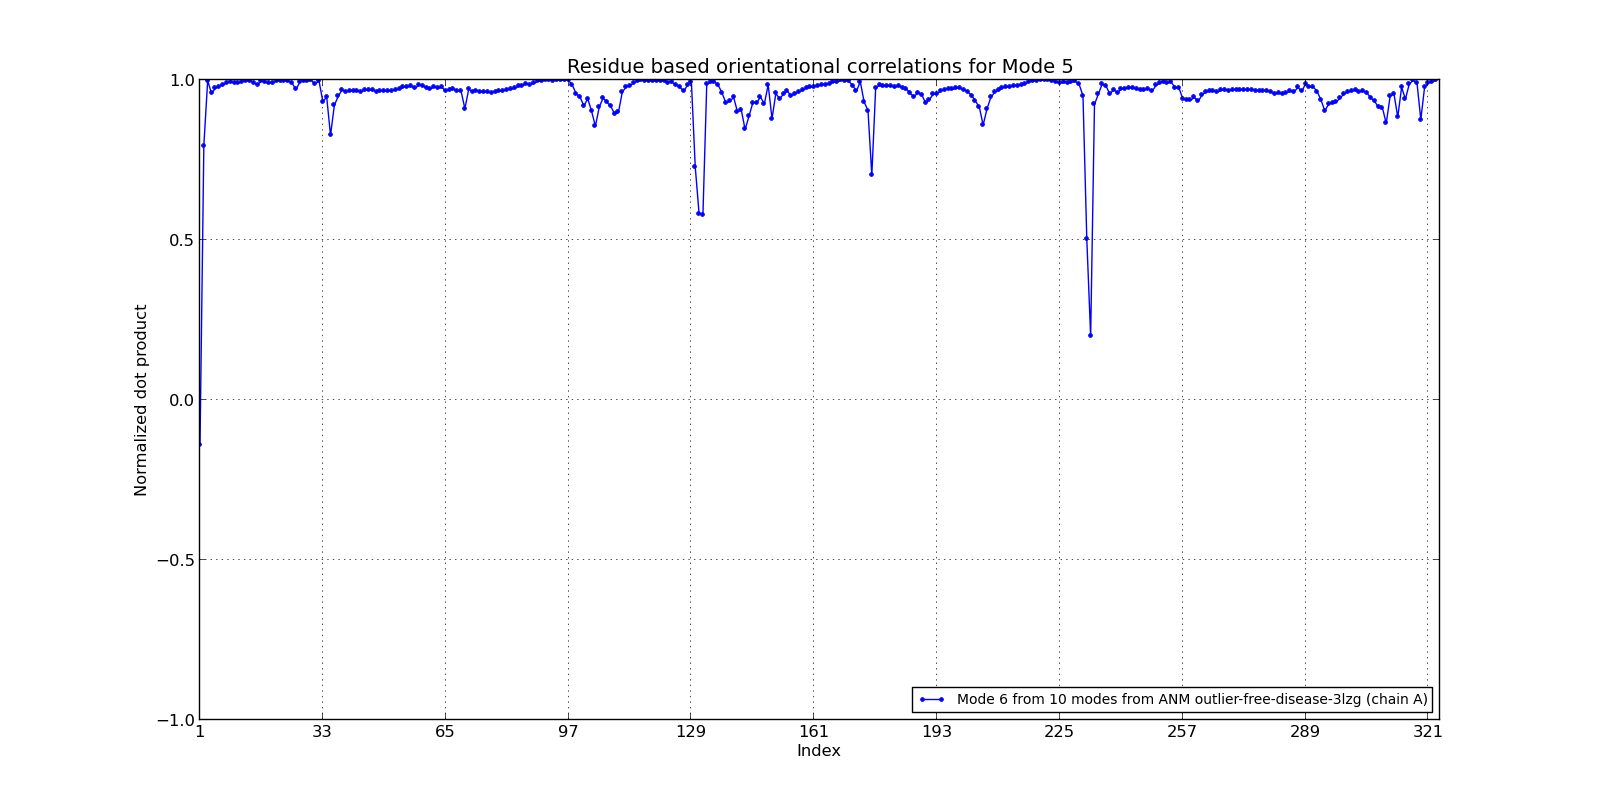 Residue based orientational correlations for Mode 5
1.0
0.5
0.0
−0.5
−1.0
Normalized dot product
Mode 6 from 10 modes from ANM outlier-free-disease-3lzg (chain A)
1 33 65 97 129 161 193 225 257 289 321
Index